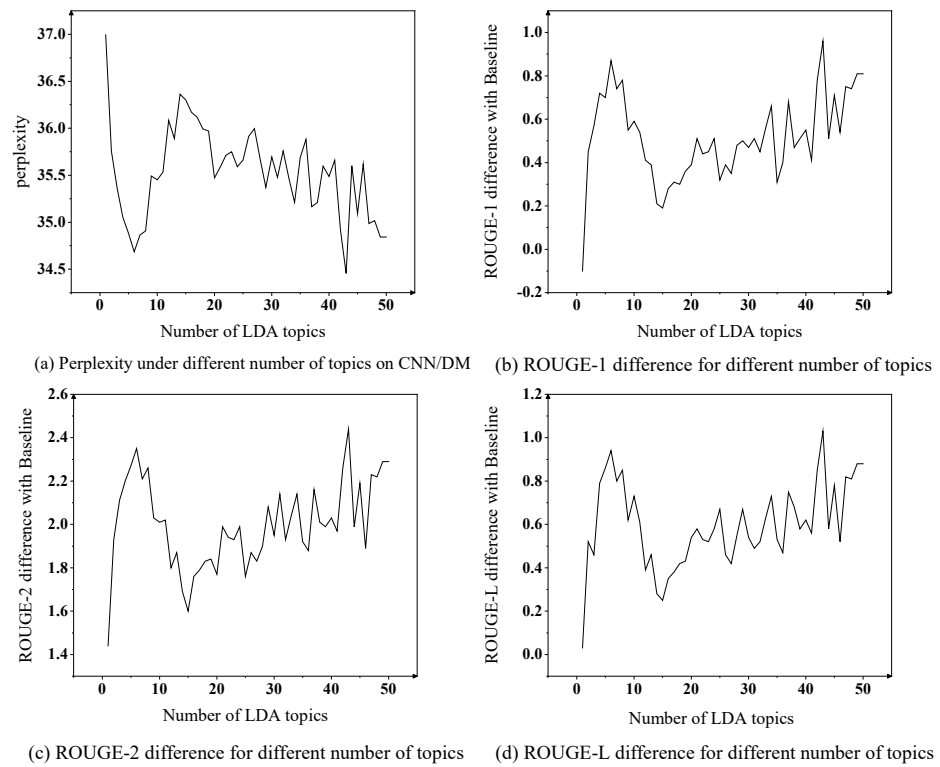 37.0
36.5
36.0
35.5
35.0
34.5
perplexity
0 10 20 30 40 50
Number of LDA topics
(a) Perplexity under different number of topics on CNN/DM
1.0
0.8
0.6
0.4
0.2
0.0
-0.2
ROUGE-1 difference with Baseline
0 10 20 30 40 50
Number of LDA topics
(b) ROUGE-1 difference for different number of topics
2.6
2.4
2.2
2.0
1.8
1.6
1.4
ROUGE-2 difference with Baseline
0 10 20 30 40 50
Number of LDA topics
(c) ROUGE-2 difference for different number of topics
1.2
1.0
0.8
0.6
0.4
0.2
0.0
ROUGE-L difference with Baseline
0 10 20 30 40 50
Number of LDA topics
(d) ROUGE-L difference for different number of topics